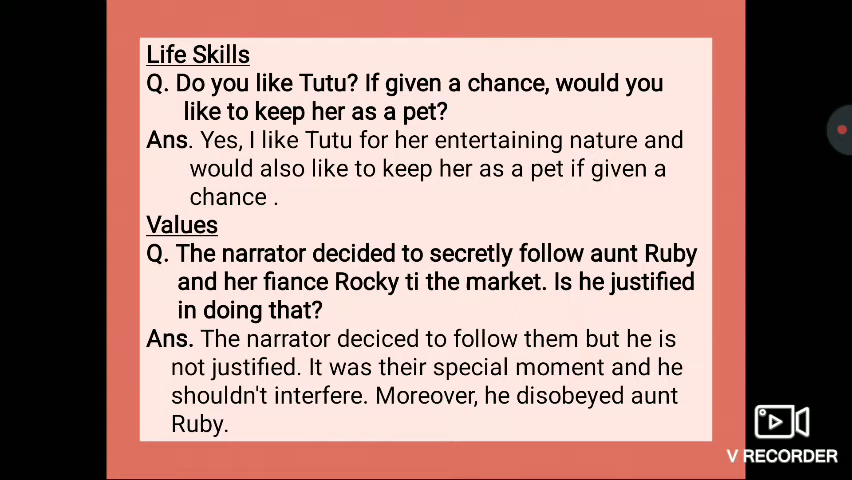 Life Skills
Q. Do you like Tutu? If given a chance, would you
like to keep her as a pet?
Ans. Yes, I like Tutu for her entertaining nature and
would also like to keep her as a pet if given a
chance .
Values
Q. The narrator decided to secretly follow aunt Ruby
and her fiance Rocky ti the market. Is he justified
in doing that?
Ans. The narrator deciced to follow them but he is
not justified. It was their special moment and he
shouldn't interfere. Moreover, he disobeyed aunt
Ruby.
V RECORDER